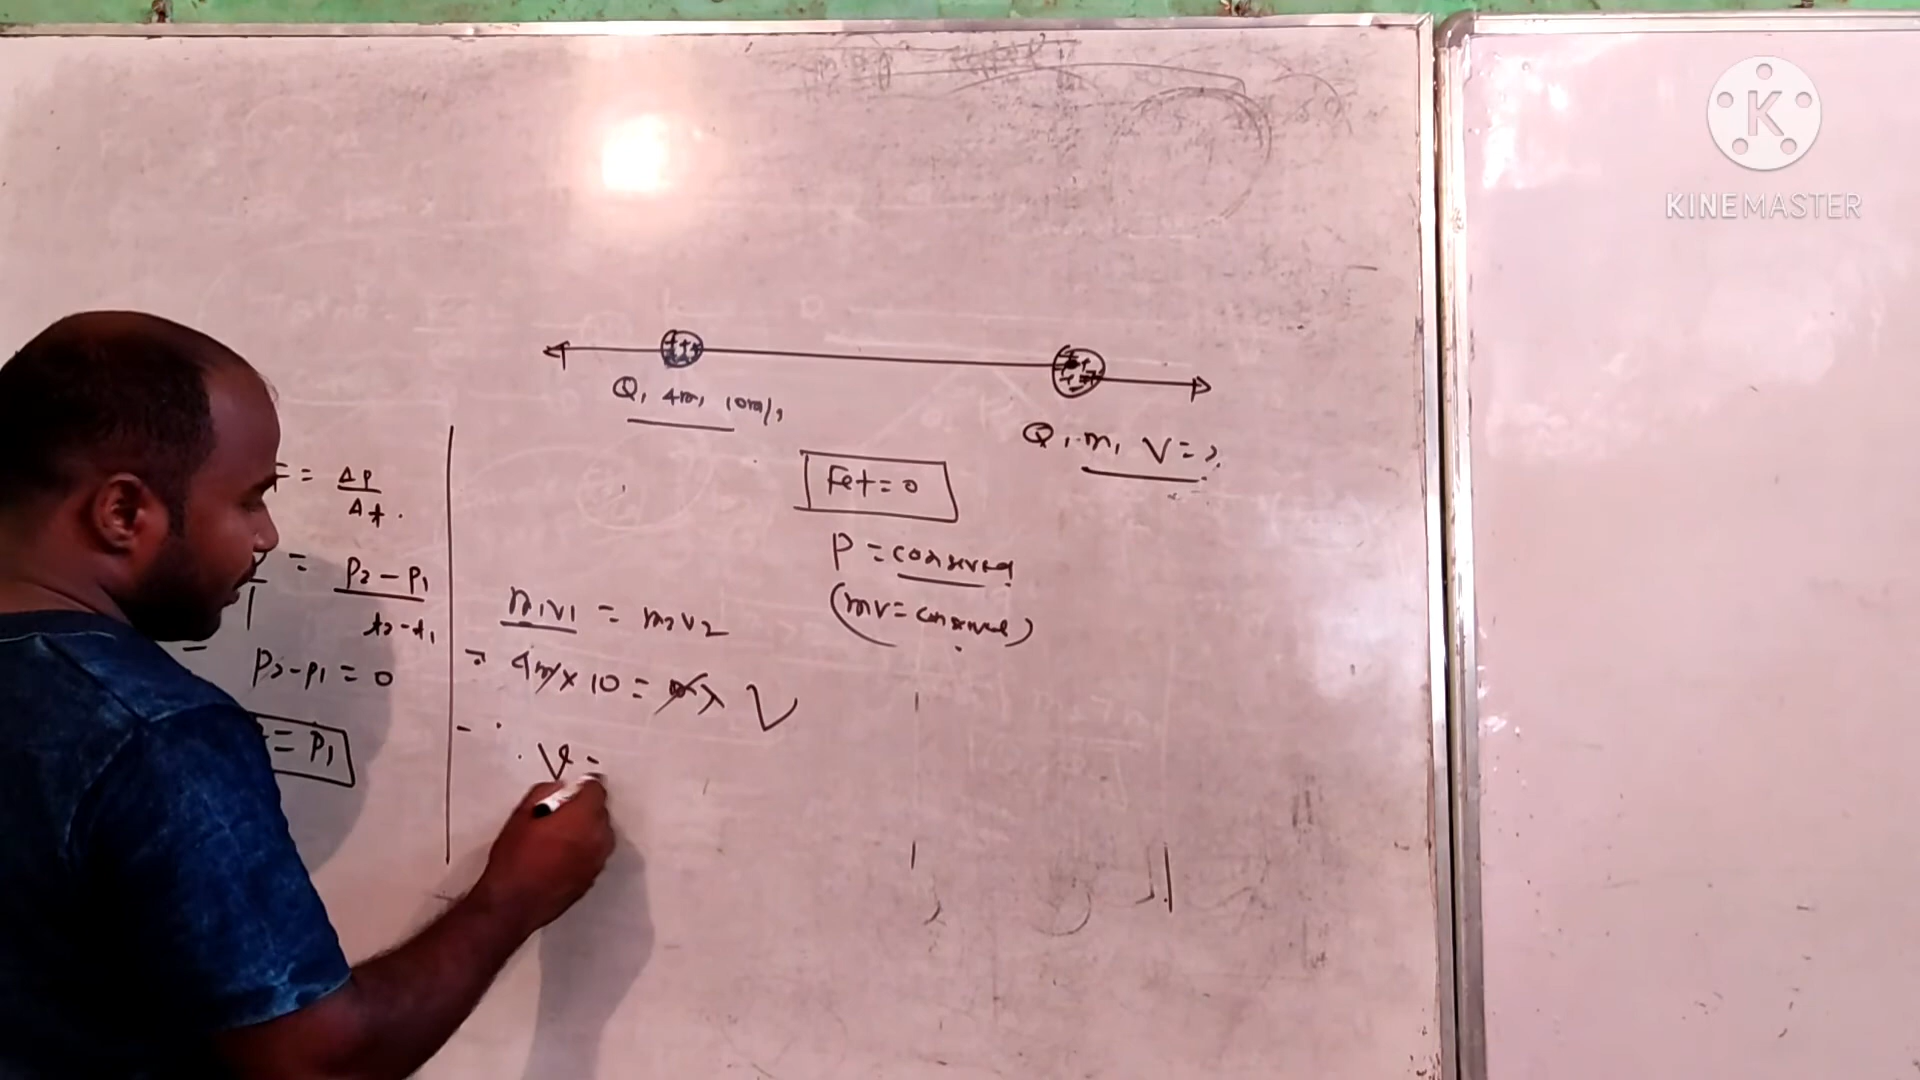 K
KINEMASTER
Q, 4m, 10m/s
Q, m, V = ?
Fet = 0
P = conserved
(mv = conserved)
F = Δp / Δt .
= P₂ - P₁ / t₂ - t₁
P₂ - P₁ = 0
= P₁
m₁v₁ = m₂v₂
⇒ 4m × 10 = m × V
∴ V =